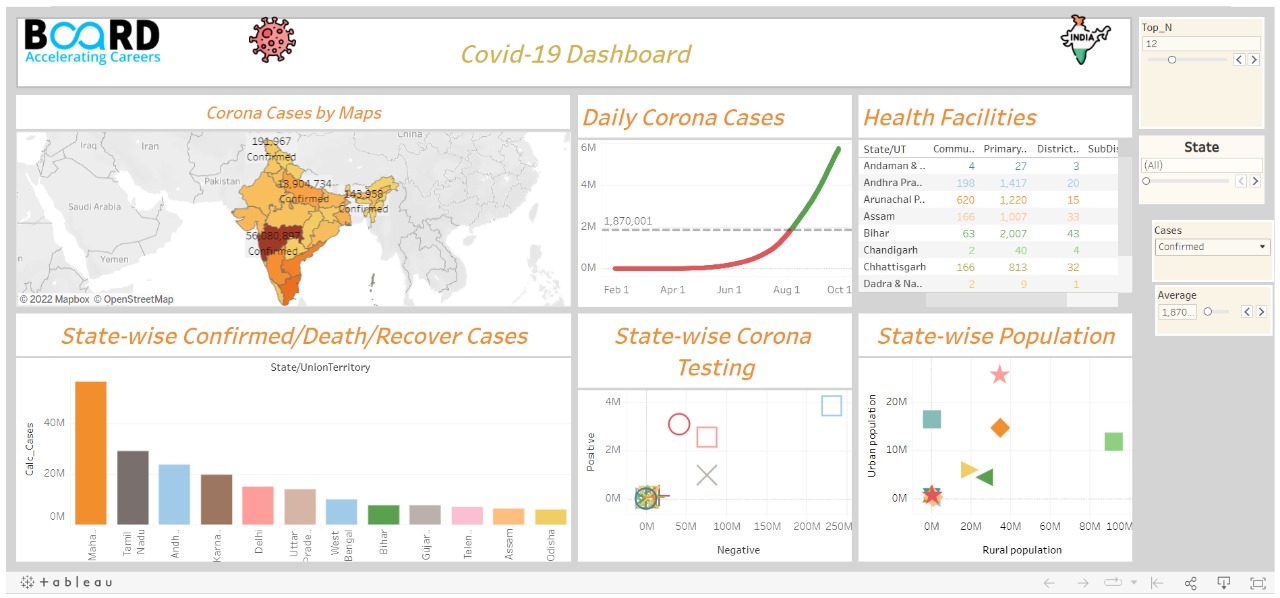 BOARD
Accelerating Careers
Covid-19 Dashboard
INDIA
Top_N
12
State
(All)
Cases
Confirmed
Average
1,870...
Corona Cases by Maps
China
Iraq
Iran
Pakistan
Saudi Arabia
Yemen
191,967
Confirmed
13,904,734
Confirmed
143,958
Confirmed
Confirmed
© 2022 Mapbox © OpenStreetMap
Daily Corona Cases
6M
4M
1,870,001
2M
0M
Feb 1 Apr 1 Jun 1 Aug 1 Oct 1
Health Facilities
State/UT Commu.. Primary.. District.. SubDis
Andaman & .. 4 27 3
Andhra Pra.. 198 1,417 20
Arunachal P.. 620 1,220 15
Assam 166 1,007 33
Bihar 63 2,007 43
Chandigarh 2 40 4
Chhattisgarh 166 813 32
Dadra & Na.. 2 9 1
State-wise Confirmed/Death/Recover Cases
State/UnionTerritory
Calc_Cases
40M
20M
0M
Maha..
Tamil Nadu
Andh..
Karna..
Delhi
Uttar Prade..
West Bengal
Bihar
Gujar..
Telen..
Assam
Odisha
State-wise Corona
Testing
Positive
4M
2M
0M
0M 50M 100M 150M 200M 250M
Negative
State-wise Population
Urban population
20M
10M
0M
0M 20M 40M 60M 80M 100M
Rural population
+ a b l e a u